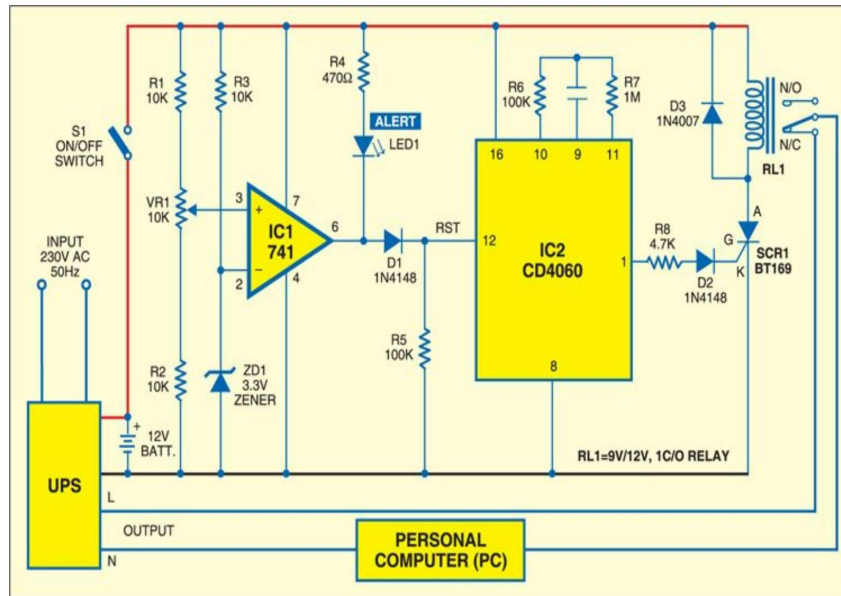 R1
10K
R3
10K
R4
470Ω
ALERT
LED1
R6
100K
R7
1M
D3
1N4007
N/O
N/C
RL1
S1
ON/OFF
SWITCH
16
10
9
11
VR1
10K
3
+
7
IC1
741
6
−
2
4
D1
1N4148
RST
12
IC2
CD4060
1
R8
4.7K
D2
1N4148
A
G
K
SCR1
BT169
INPUT
230V AC
50Hz
R2
10K
ZD1
3.3V
ZENER
R5
100K
8
+
12V
BATT.
RL1=9V/12V, 1C/O RELAY
UPS
L
OUTPUT
N
PERSONAL
COMPUTER (PC)